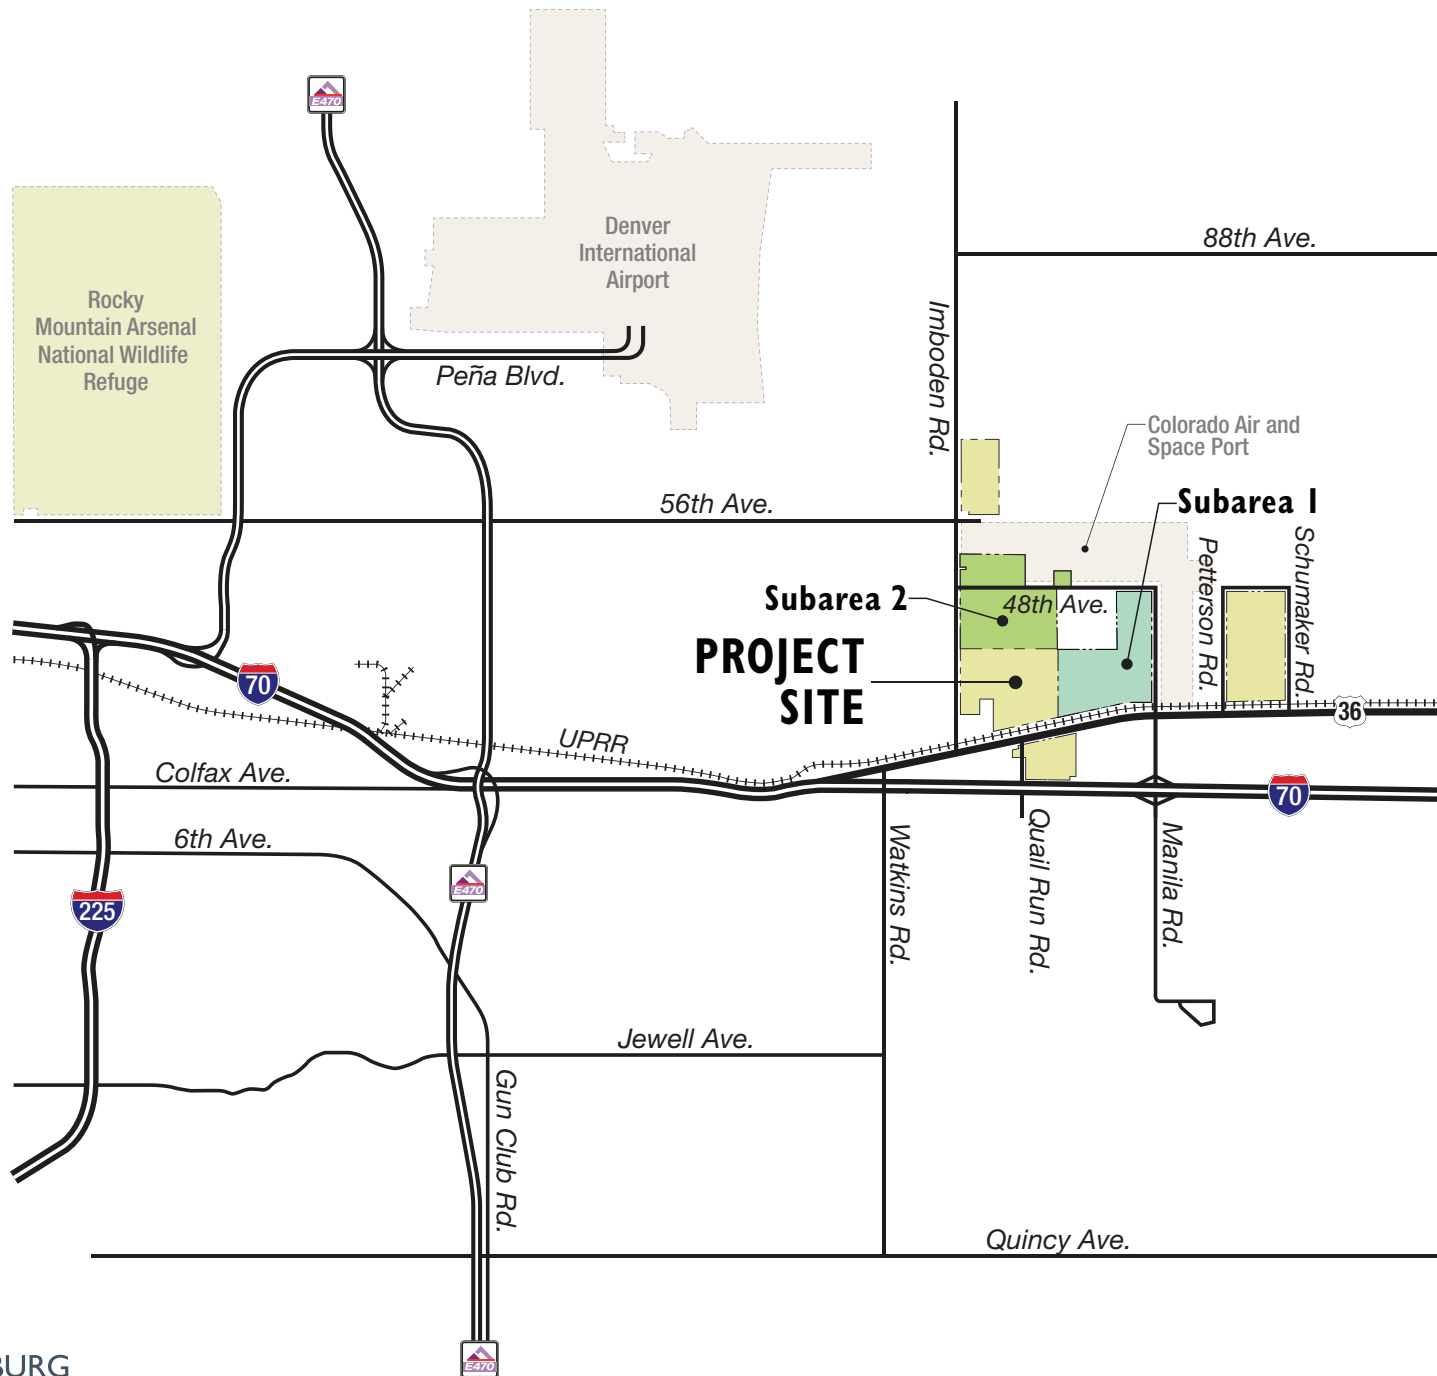 E470
Denver
International
Airport
88th Ave.
Rocky
Mountain Arsenal
National Wildlife
Refuge
Imboden Rd.
Peña Blvd.
Colorado Air and
Space Port
56th Ave.
Subarea 1
Petterson Rd.
Schumaker Rd.
Subarea 2
48th Ave.
PROJECT
SITE
70
36
UPRR
Colfax Ave.
70
6th Ave.
Watkins Rd.
Quail Run Rd.
Manila Rd.
E470
225
Jewell Ave.
Gun Club Rd.
Quincy Ave.
E470
BURG